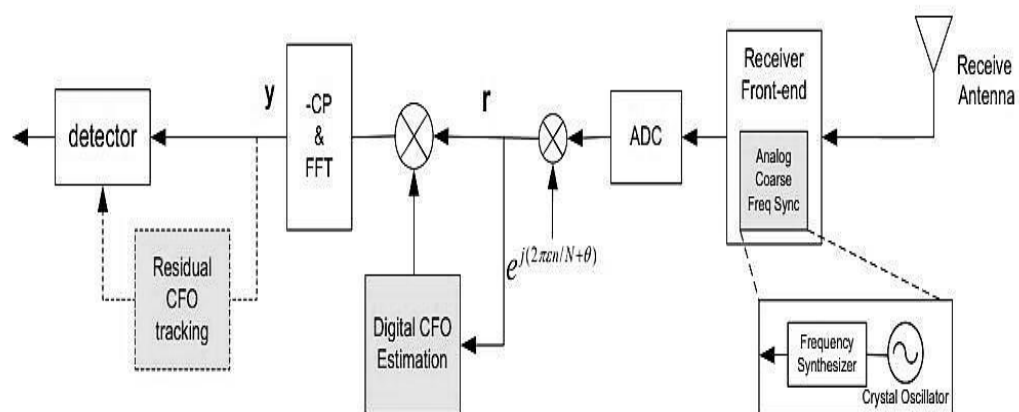 Receive
Antenna
Receiver
Front-end
Analog
Coarse
Freq Sync
ADC
r
e^{j(2πεn/N+θ)}
-CP
&
FFT
y
detector
Residual
CFO
tracking
Digital CFO
Estimation
Frequency
Synthesizer
Crystal Oscillator